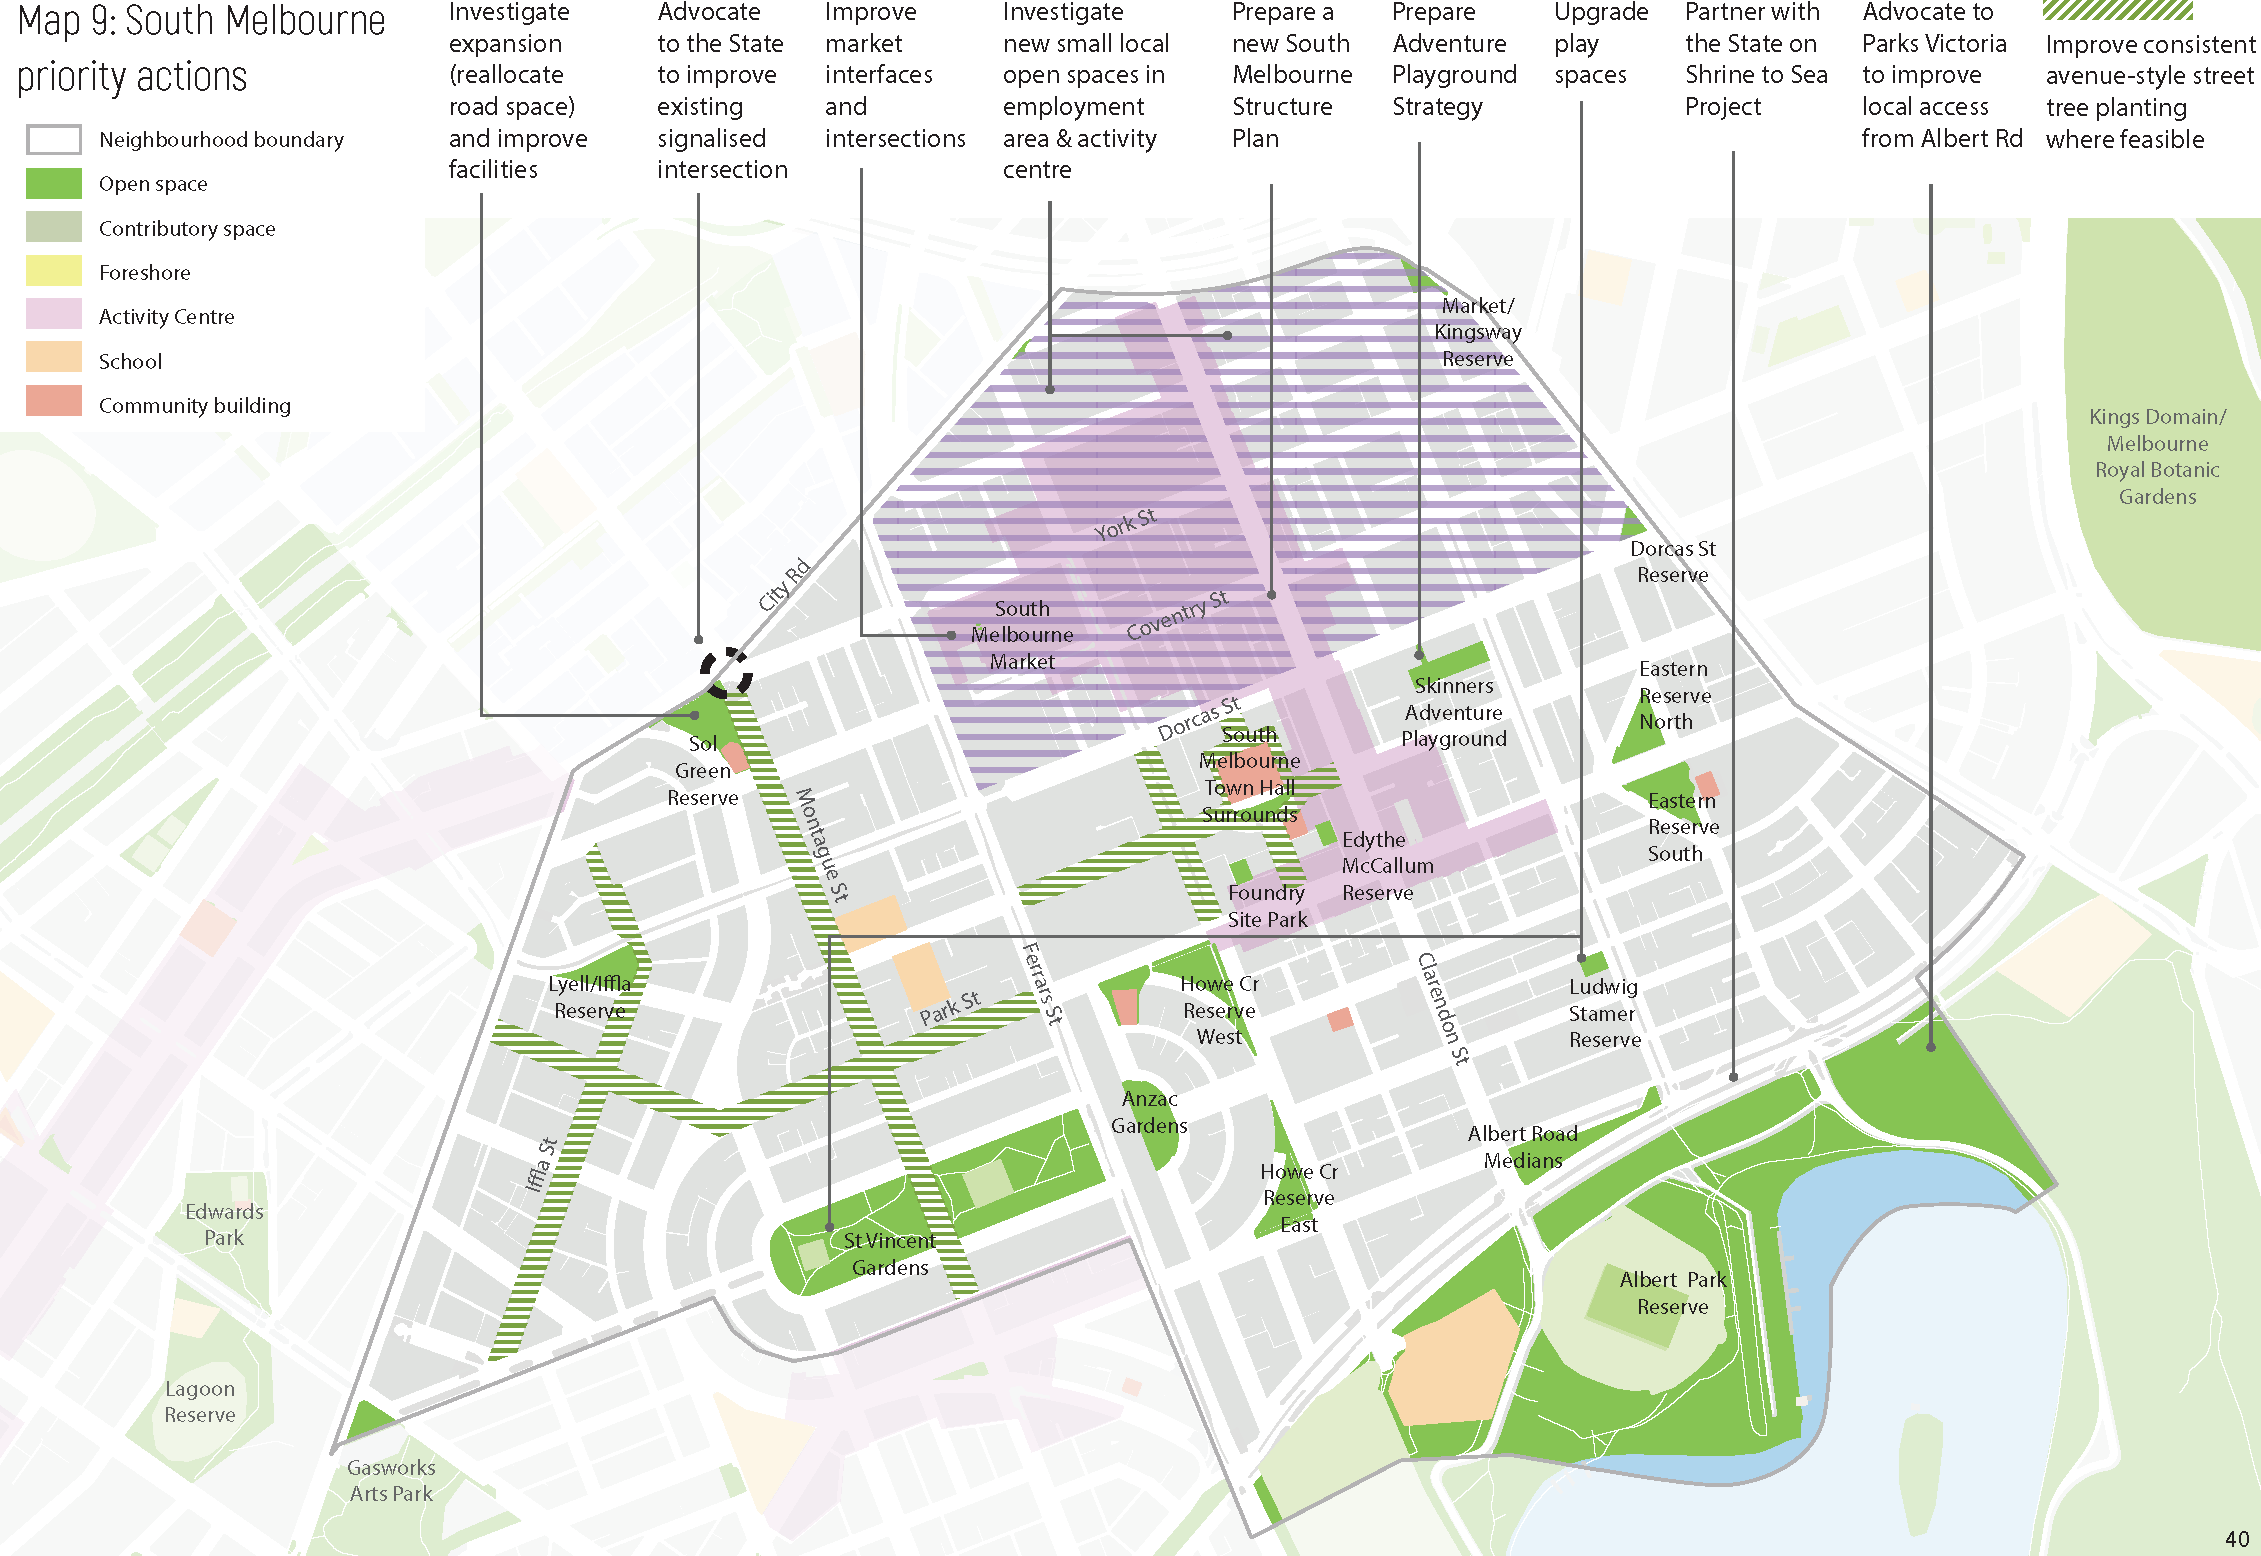 Map 9: South Melbourne
priority actions
Neighbourhood boundary
Open space
Contributory space
Foreshore
Activity Centre
School
Community building
Investigate
expansion
(reallocate
road space)
and improve
facilities
Advocate
to the State
to improve
existing
signalised
intersection
Improve
market
interfaces
and
intersections
Investigate
new small local
open spaces in
employment
area & activity
centre
Prepare a
new South
Melbourne
Structure
Plan
Prepare
Adventure
Playground
Strategy
Upgrade
play
spaces
Partner with
the State on
Shrine to Sea
Project
Advocate to
Parks Victoria
to improve
local access
from Albert Rd
Improve consistent
avenue-style street
tree planting
where feasible
Market/
Kingsway
Reserve
Kings Domain/
Melbourne
Royal Botanic
Gardens
York St
Dorcas St
Reserve
City Rd
South
Melbourne
Market
Coventry St
Eastern
Reserve
North
Skinners
Adventure
Playground
Dorcas St
South
Melbourne
Town Hall
Surrounds
Sol
Green
Reserve
Montague St
Eastern
Reserve
South
Edythe
McCallum
Reserve
Foundry
Site Park
Lyell/Iffla
Reserve
Park St
Ferrars St
Howe Cr
Reserve
West
Clarendon St
Ludwig
Stamer
Reserve
Anzac
Gardens
Albert Road
Medians
Iffla St
Howe Cr
Reserve
East
Edwards
Park
St Vincent
Gardens
Albert Park
Reserve
Lagoon
Reserve
Gasworks
Arts Park
40